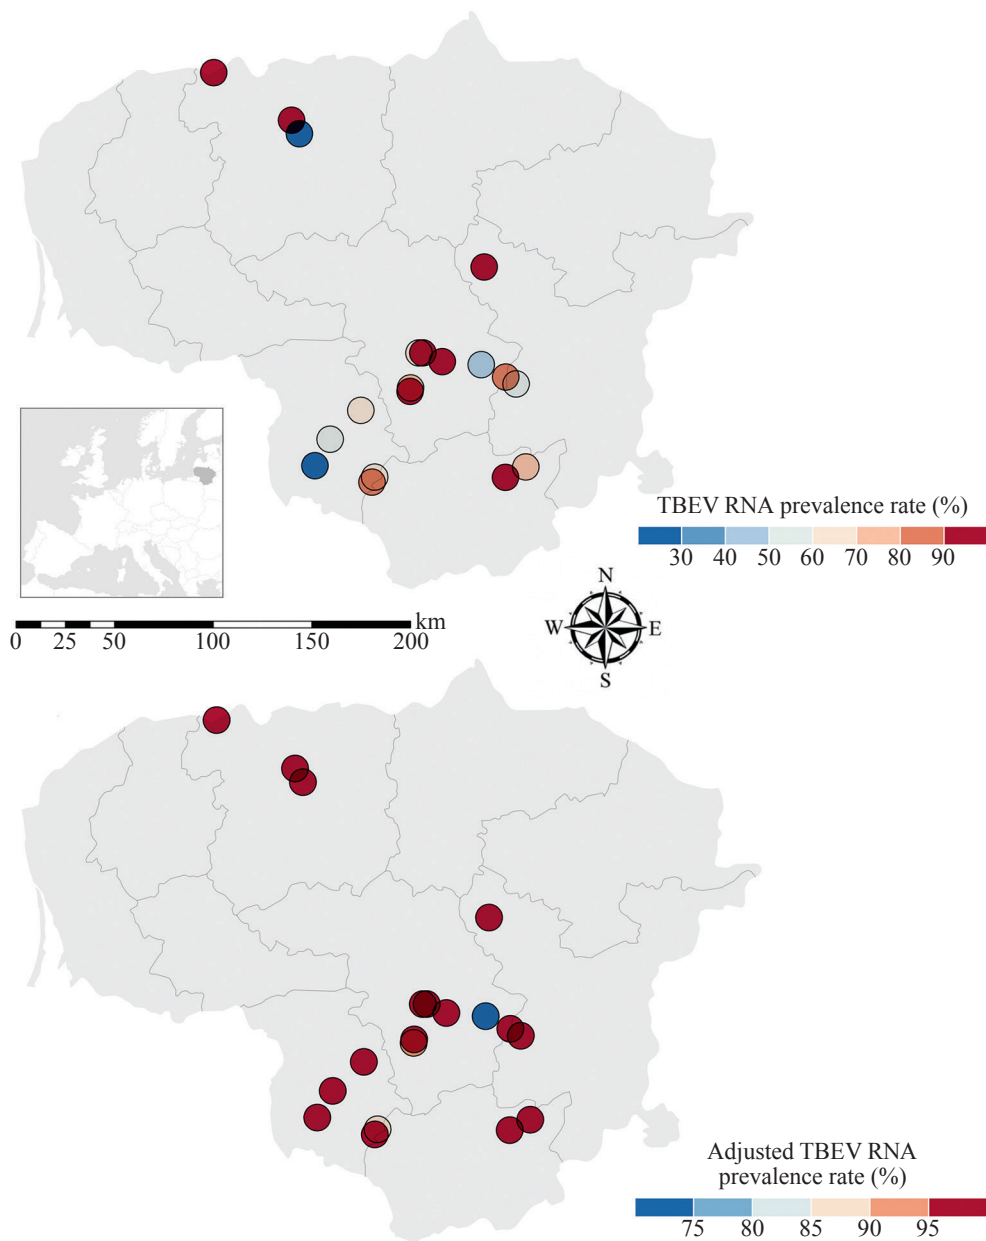 TBEV RNA prevalence rate (%)
30 40 50 60 70 80 90
N
W E
S
km
0 25 50 100 150 200
Adjusted TBEV RNA
prevalence rate (%)
75 80 85 90 95